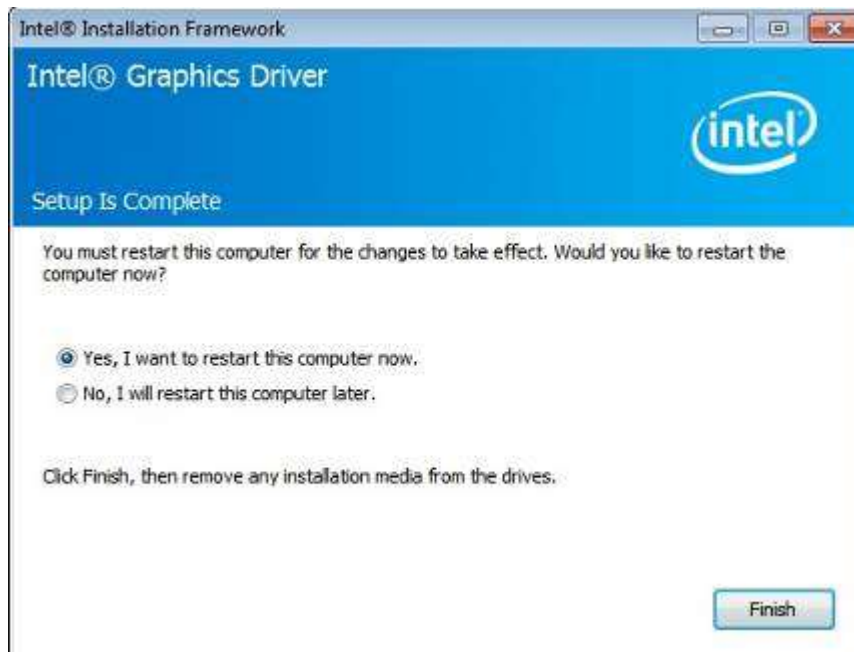 Intel® Installation Framework
Intel® Graphics Driver
intel®
Setup Is Complete
You must restart this computer for the changes to take effect. Would you like to restart the
computer now?
Yes, I want to restart this computer now.
No, I will restart this computer later.
Click Finish, then remove any installation media from the drives.
Finish